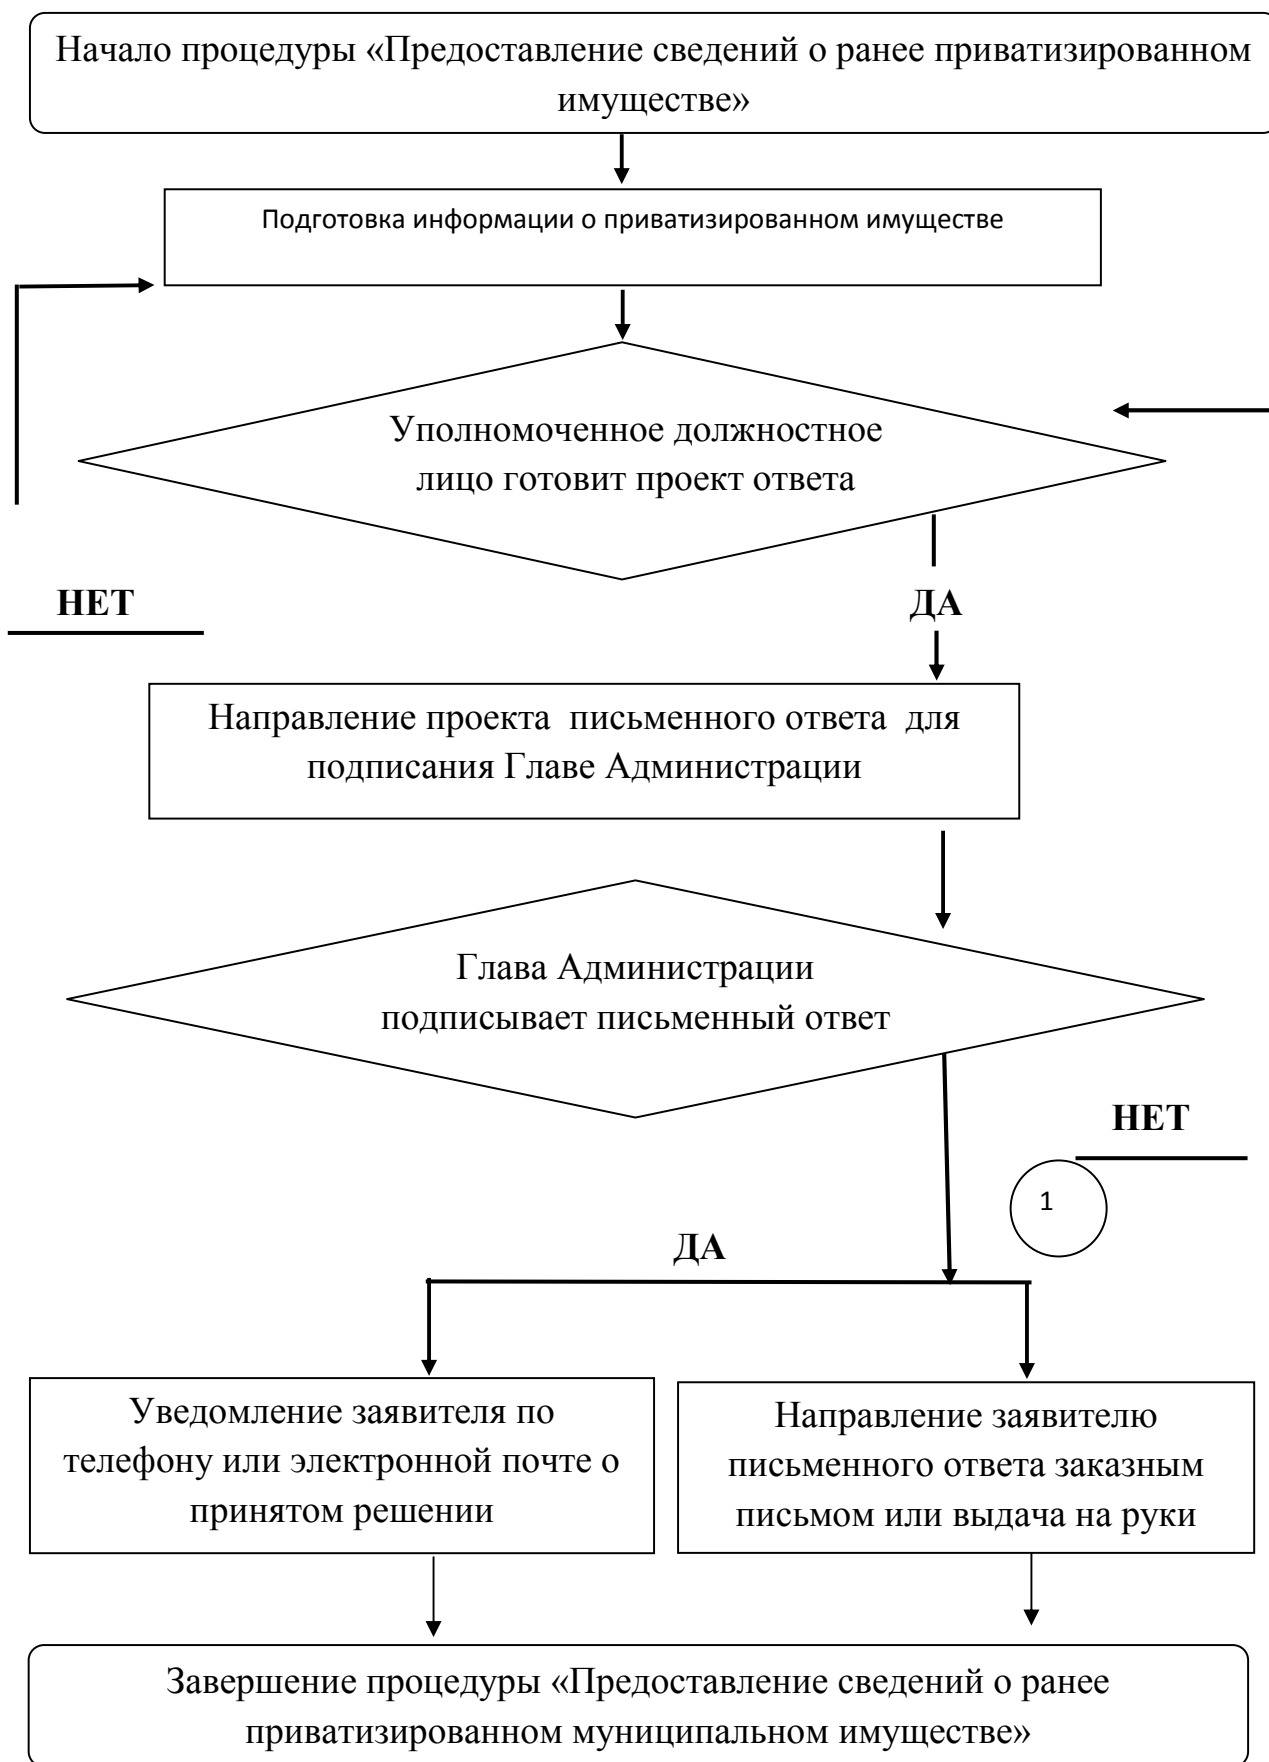 Начало процедуры «Предоставление сведений о ранее приватизированном
имуществе»
Подготовка информации о приватизированном имуществе
Уполномоченное должностное
лицо готовит проект ответа
НЕТ
ДА
Направление проекта письменного ответа для
подписания Главе Администрации
Глава Администрации
подписывает письменный ответ
НЕТ
1
ДА
Уведомление заявителя по
телефону или электронной почте о
принятом решении
Направление заявителю
письменного ответа заказным
письмом или выдача на руки
Завершение процедуры «Предоставление сведений о ранее
приватизированном муниципальном имуществе»